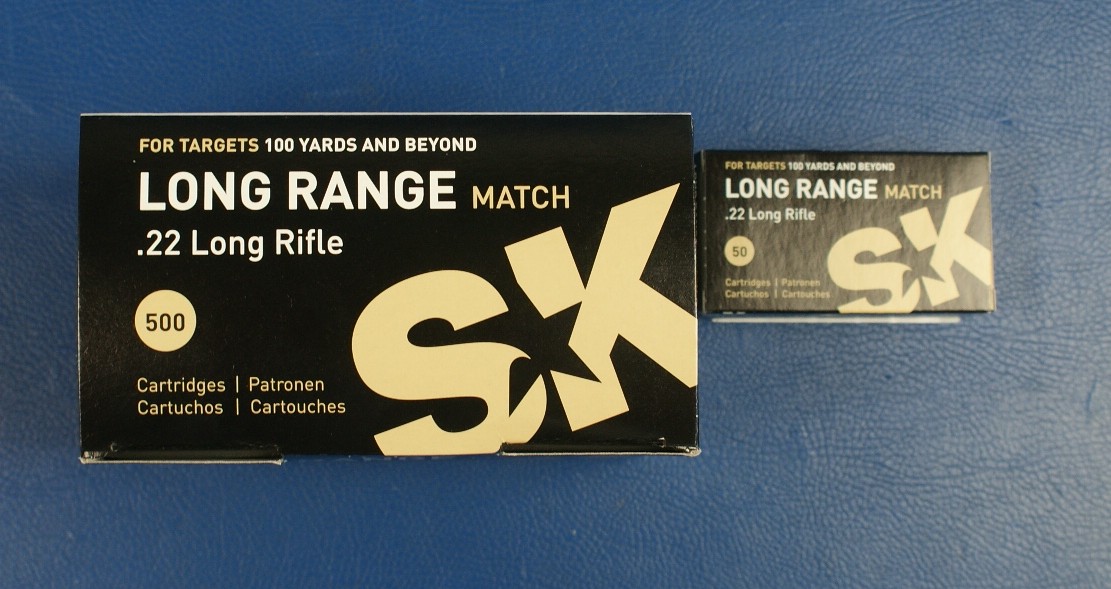 FOR TARGETS 100 YARDS AND BEYOND
LONG RANGE MATCH
.22 Long Rifle
500
Cartridges | Patronen
Cartuchos | Cartouches
SK
FOR TARGETS 100 YARDS AND BEYOND
LONG RANGE MATCH
.22 Long Rifle
50
Cartridges | Patronen
Cartuchos | Cartouches
SK